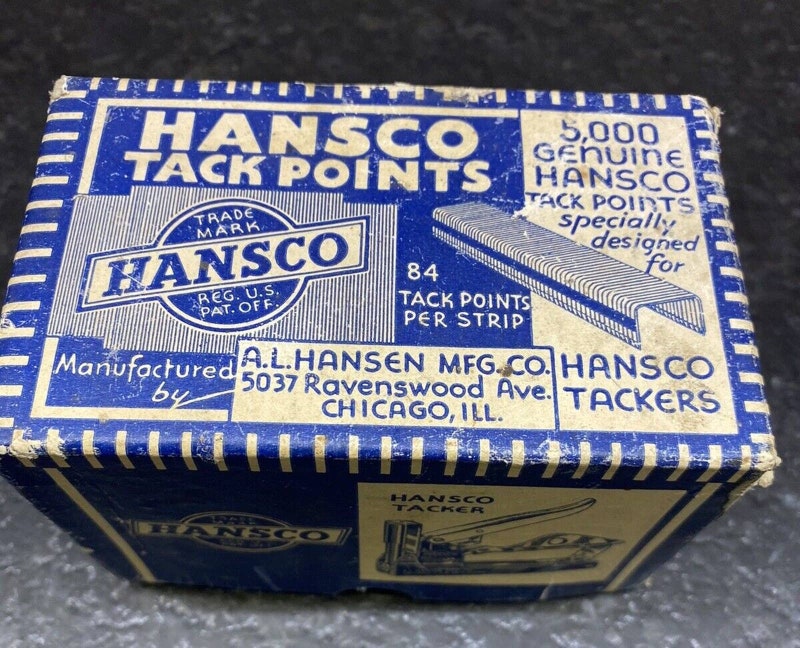 HANSCO
TACK POINTS
5,000
GENUINE
HANSCO
TACK POINTS
specially
designed
for
HANSCO
TACKERS
TRADE
MARK
HANSCO
REG. U.S.
PAT. OFF.
84
TACK POINTS
PER STRIP
Manufactured
by
A.L. HANSEN MFG. CO.
5037 Ravenswood Ave.
CHICAGO, ILL.
HANSCO
HANSCO
TACKER